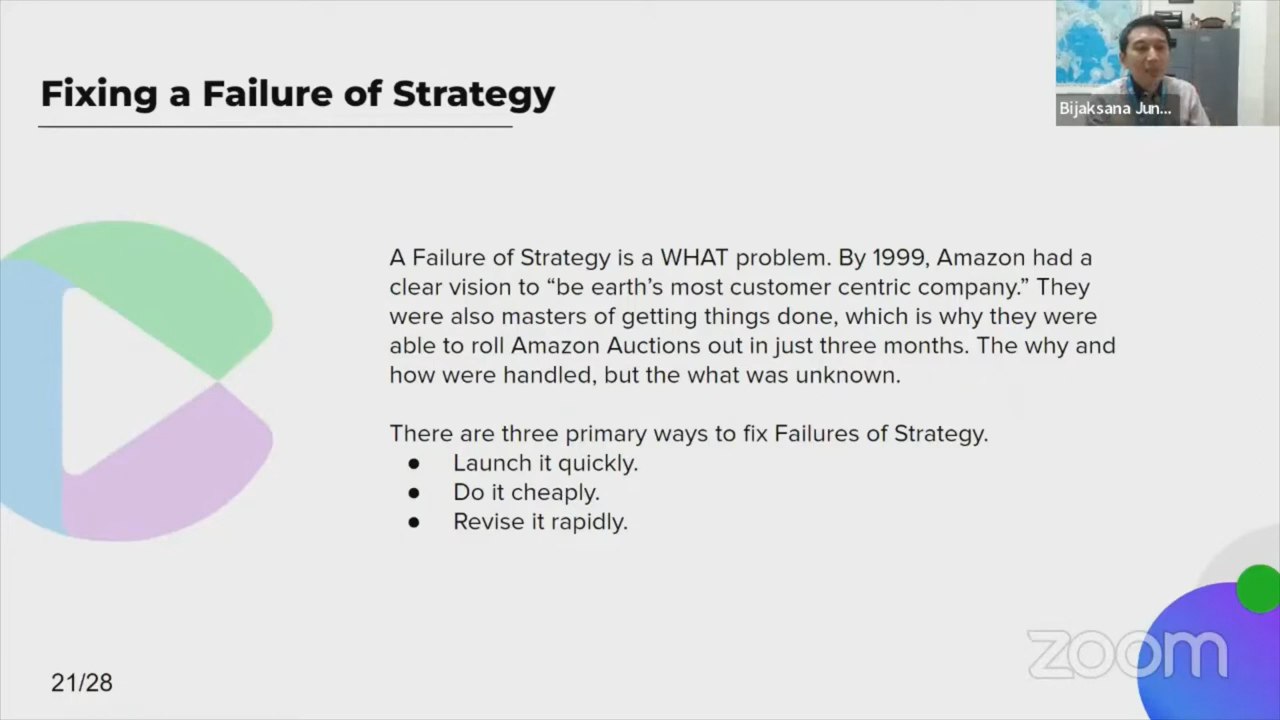 Fixing a Failure of Strategy
Bijaksana Jun...
A Failure of Strategy is a WHAT problem. By 1999, Amazon had a
clear vision to “be earth’s most customer centric company.” They
were also masters of getting things done, which is why they were
able to roll Amazon Auctions out in just three months. The why and
how were handled, but the what was unknown.
There are three primary ways to fix Failures of Strategy.
● Launch it quickly.
● Do it cheaply.
● Revise it rapidly.
zoom
21/28